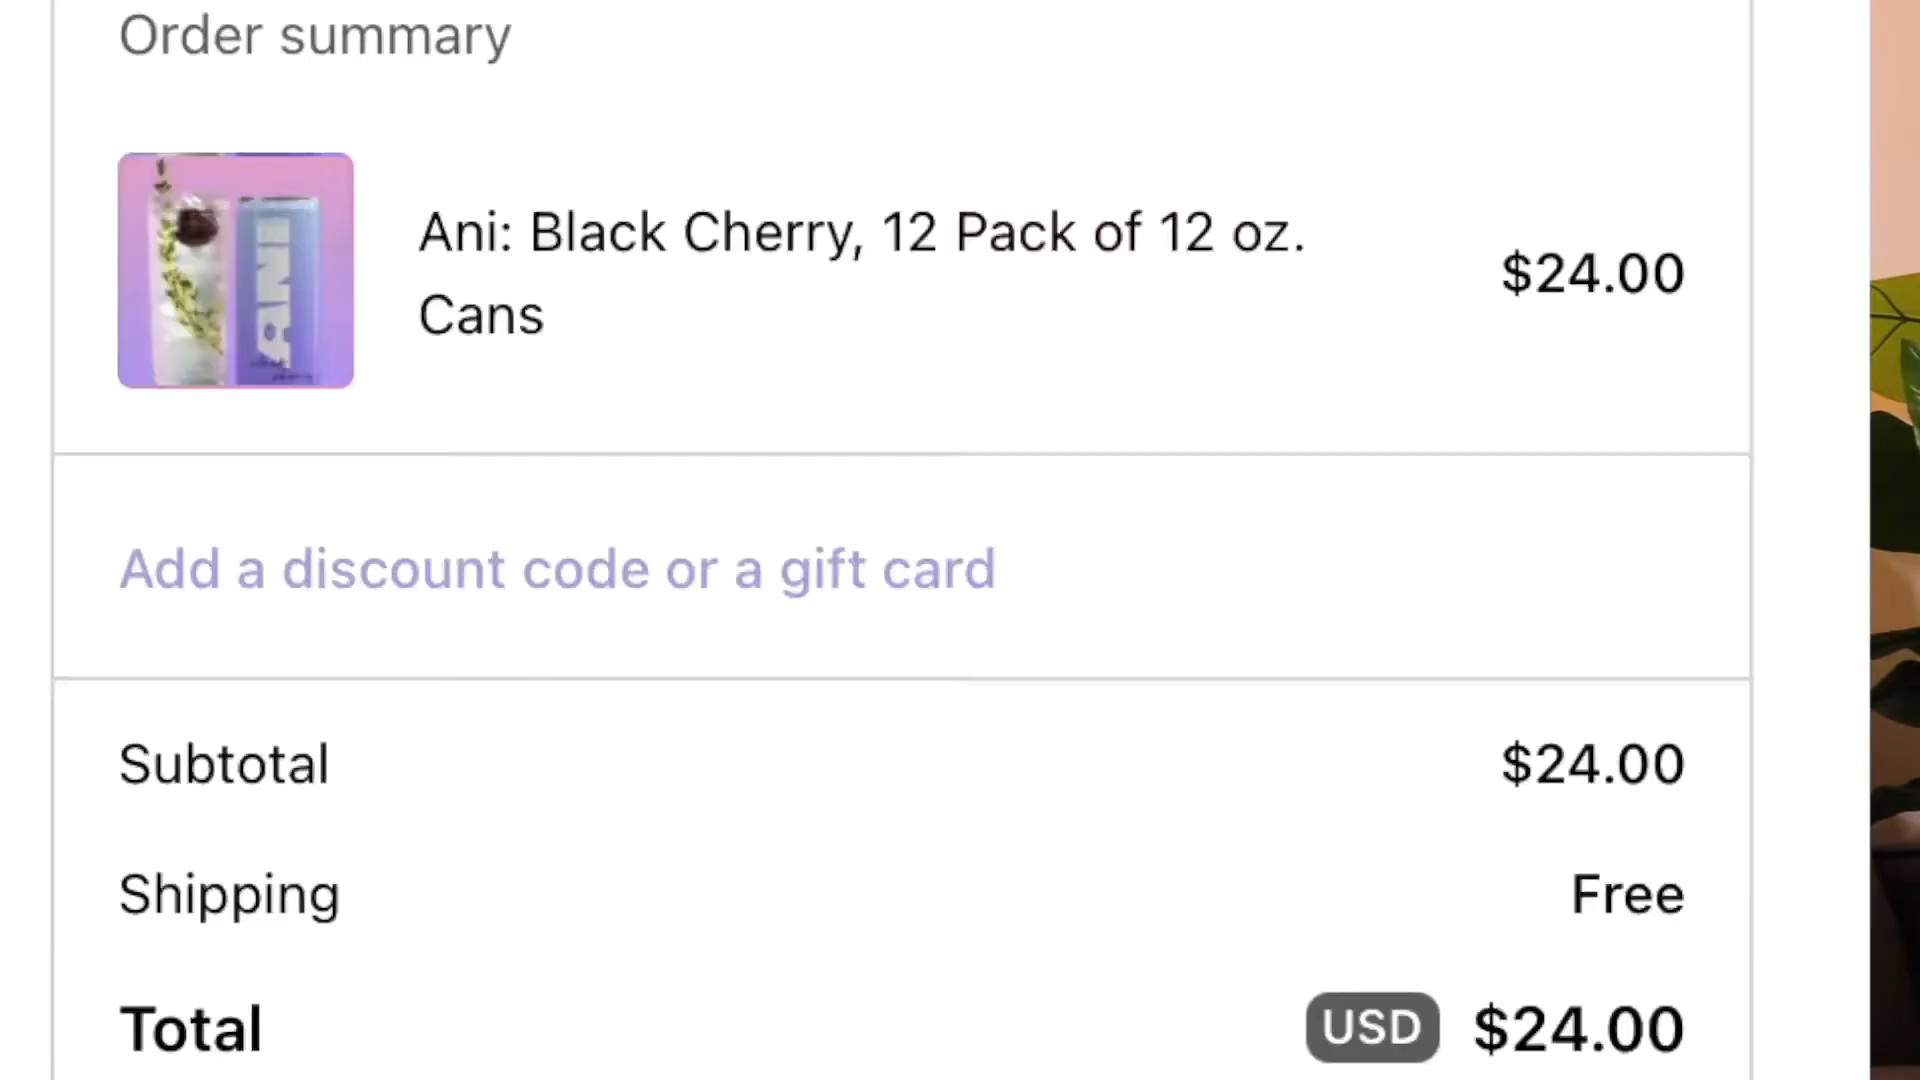 Order summary
ANI
Ani: Black Cherry, 12 Pack of 12 oz.
Cans
$24.00
Add a discount code or a gift card
Subtotal
$24.00
Shipping
Free
Total
USD $24.00